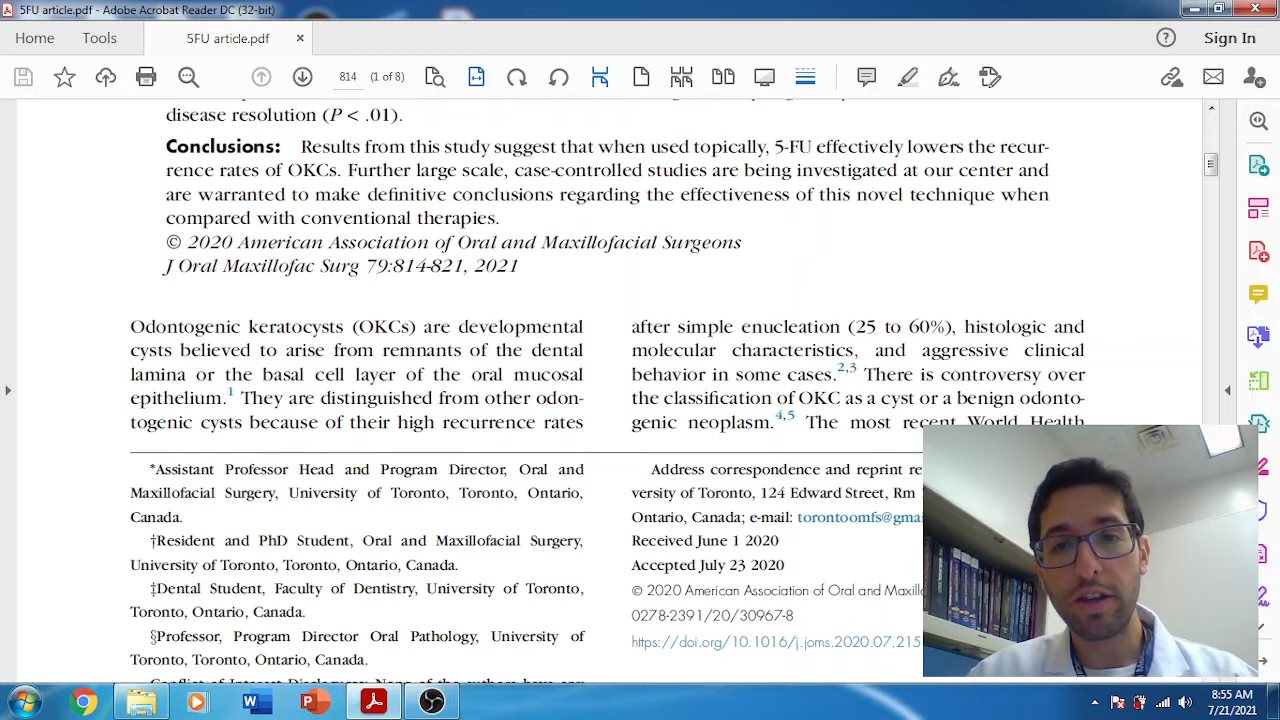 5FU article.pdf - Adobe Acrobat Reader DC (32-bit)
Home Tools 5FU article.pdf × Sign In
814 (1 of 8)
disease resolution (P < .01).
Conclusions: Results from this study suggest that when used topically, 5-FU effectively lowers the recur-
rence rates of OKCs. Further large scale, case-controlled studies are being investigated at our center and
are warranted to make definitive conclusions regarding the effectiveness of this novel technique when
compared with conventional therapies.
© 2020 American Association of Oral and Maxillofacial Surgeons
J Oral Maxillofac Surg 79:814-821, 2021
Odontogenic keratocysts (OKCs) are developmental
cysts believed to arise from remnants of the dental
lamina or the basal cell layer of the oral mucosal
epithelium.1 They are distinguished from other odon-
togenic cysts because of their high recurrence rates
after simple enucleation (25 to 60%), histologic and
molecular characteristics, and aggressive clinical
behavior in some cases.2,3 There is controversy over
the classification of OKC as a cyst or a benign odonto-
genic neoplasm.4,5 The most recent World Health
*Assistant Professor Head and Program Director, Oral and
Maxillofacial Surgery, University of Toronto, Toronto, Ontario,
Canada.
†Resident and PhD Student, Oral and Maxillofacial Surgery,
University of Toronto, Toronto, Ontario, Canada.
‡Dental Student, Faculty of Dentistry, University of Toronto,
Toronto, Ontario, Canada.
§Professor, Program Director Oral Pathology, University of
Toronto, Toronto, Ontario, Canada.
Conflict of Interest Disclosures: None of the authors have any
Address correspondence and reprint re
versity of Toronto, 124 Edward Street, Rm
Ontario, Canada; e-mail: torontoomfs@gma
Received June 1 2020
Accepted July 23 2020
© 2020 American Association of Oral and Maxillo
0278-2391/20/30967-8
https://doi.org/10.1016/j.joms.2020.07.215
8:55 AM
7/21/2021